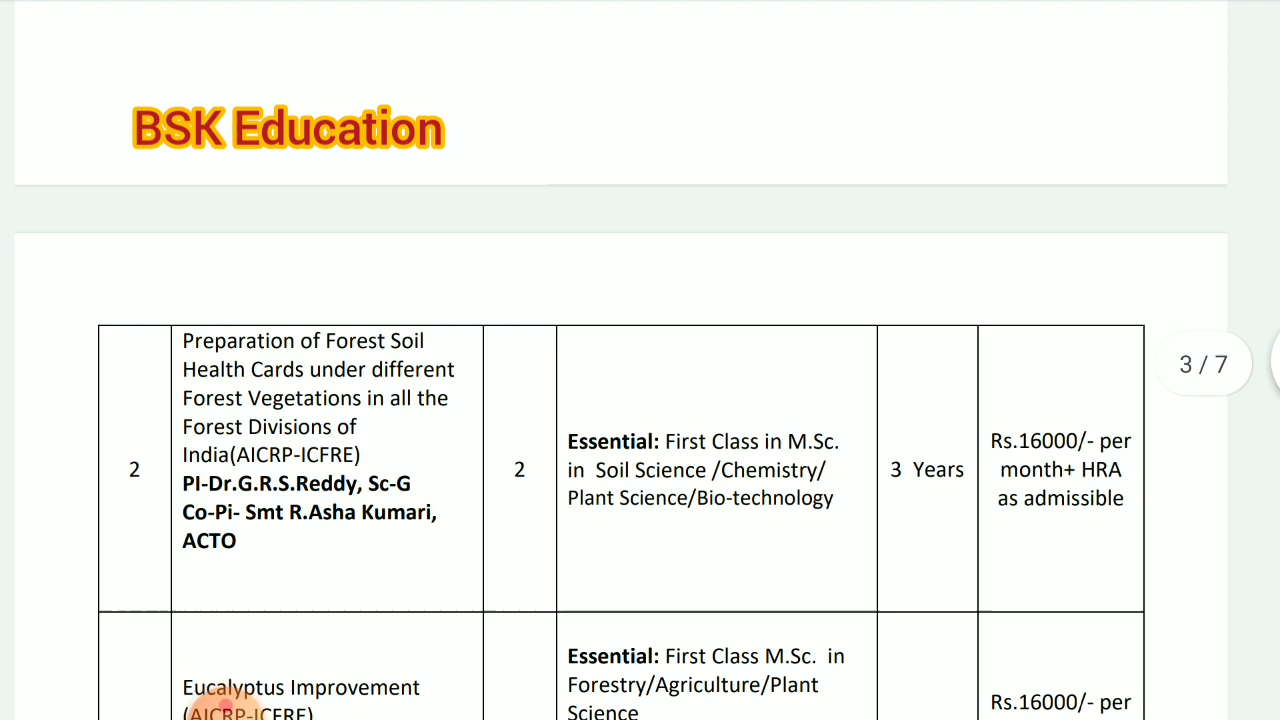 BSK Education
2
Preparation of Forest Soil
Health Cards under different
Forest Vegetations in all the
Forest Divisions of
India(AICRP-ICFRE)
PI-Dr.G.R.S.Reddy, Sc-G
Co-Pi- Smt R.Asha Kumari,
ACTO
2
Essential: First Class in M.Sc.
in Soil Science /Chemistry/
Plant Science/Bio-technology
3 Years
Rs.16000/- per
month+ HRA
as admissible
3 / 7
Eucalyptus Improvement
(AICRP-ICFRE)
Essential: First Class M.Sc. in
Forestry/Agriculture/Plant
Science
Rs.16000/- per